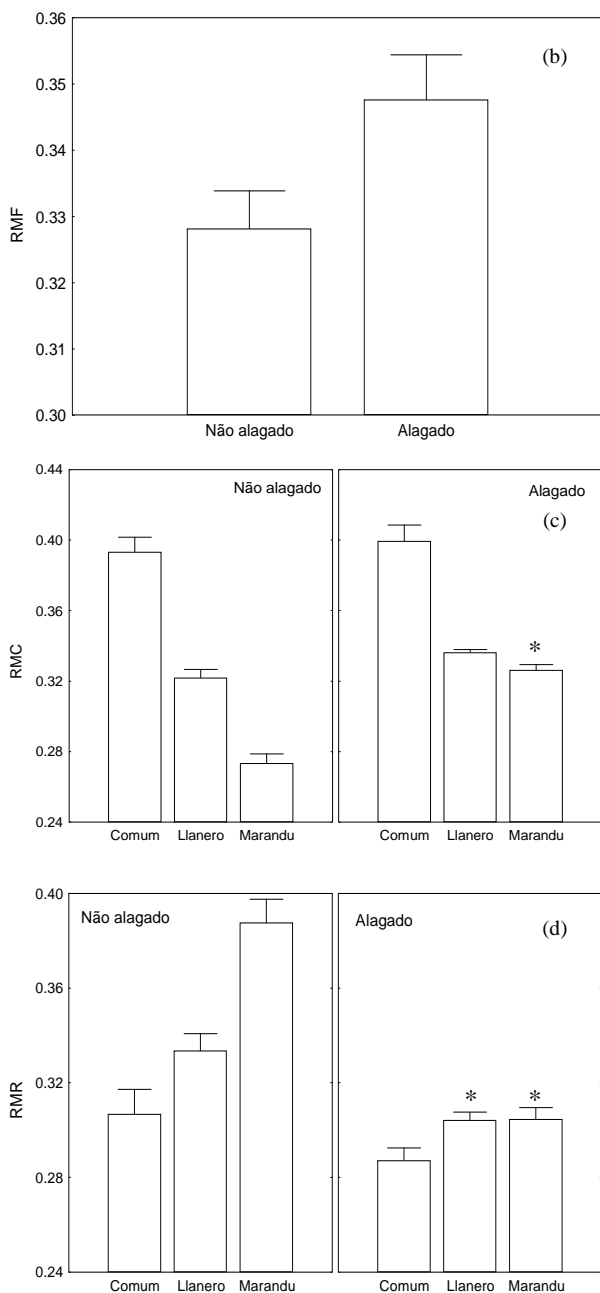 0.36
(b)
0.35
0.34
RMF
0.33
0.32
0.31
0.30
Não alagado Alagado
0.44
Não alagado Alagado
(c)
0.40
0.36
RMC
*
0.32
0.28
0.24
Comum Llanero Marandu Comum Llanero Marandu
0.40
Não alagado Alagado (d)
0.36
0.32
RMR
* *
0.28
0.24
Comum Llanero Marandu Comum Llanero Marandu